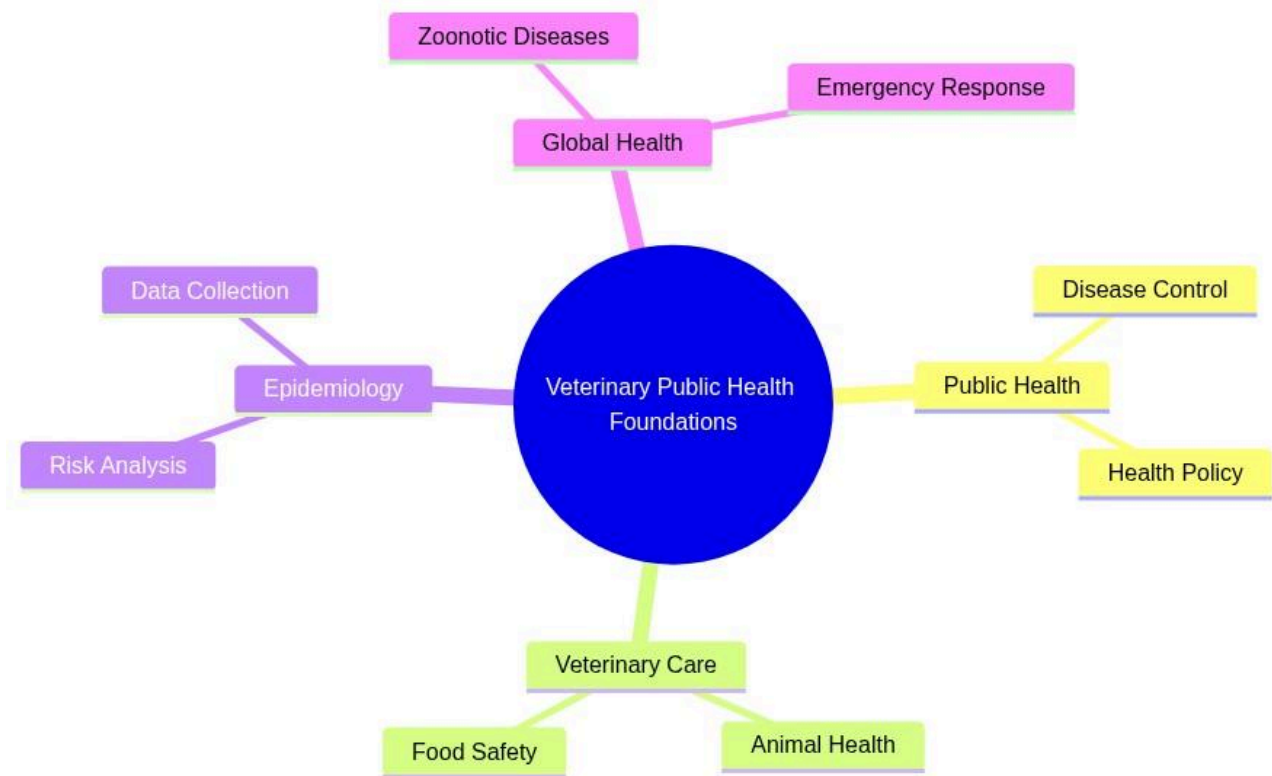 Zoonotic Diseases
Emergency Response
Global Health
Data Collection
Disease Control
Epidemiology
Veterinary Public Health
Foundations
Public Health
Risk Analysis
Health Policy
Veterinary Care
Food Safety
Animal Health